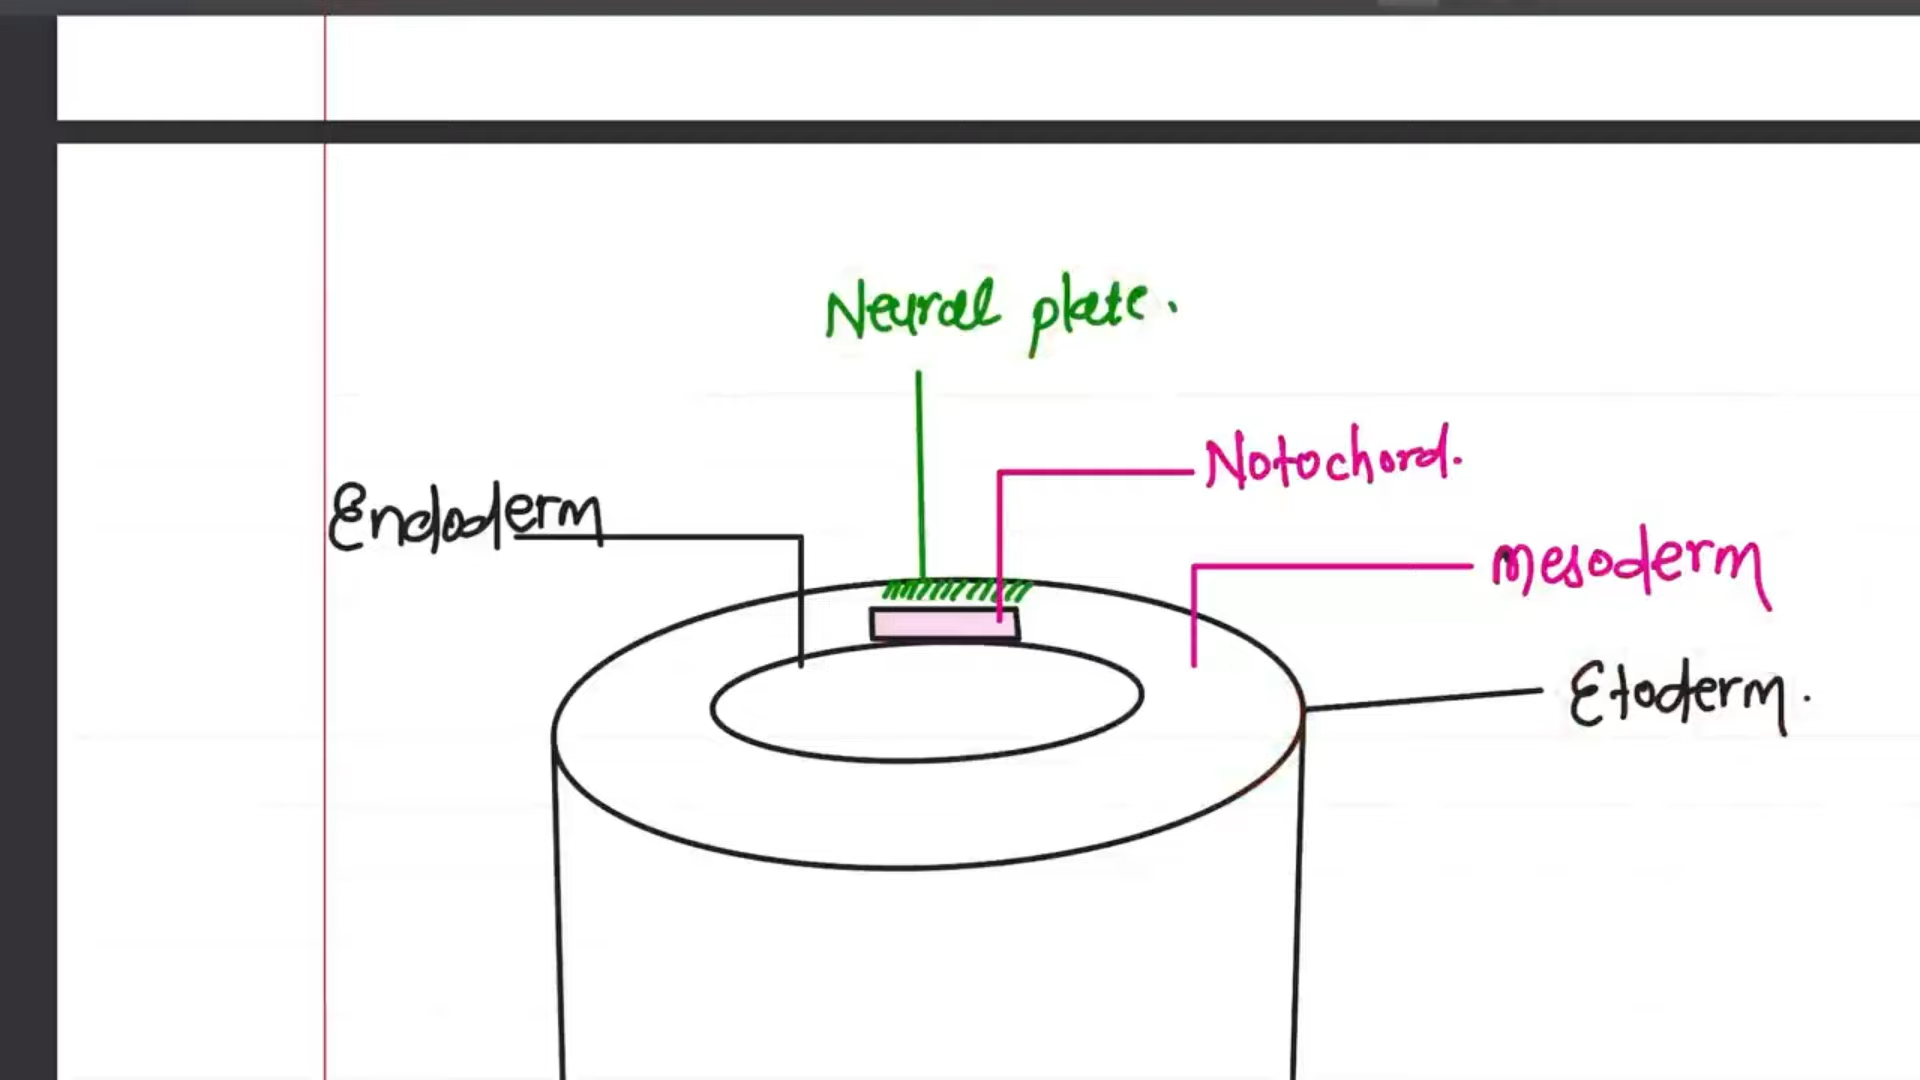 Neural plate.
Notochord.
Endoderm
mesoderm
Etoderm.